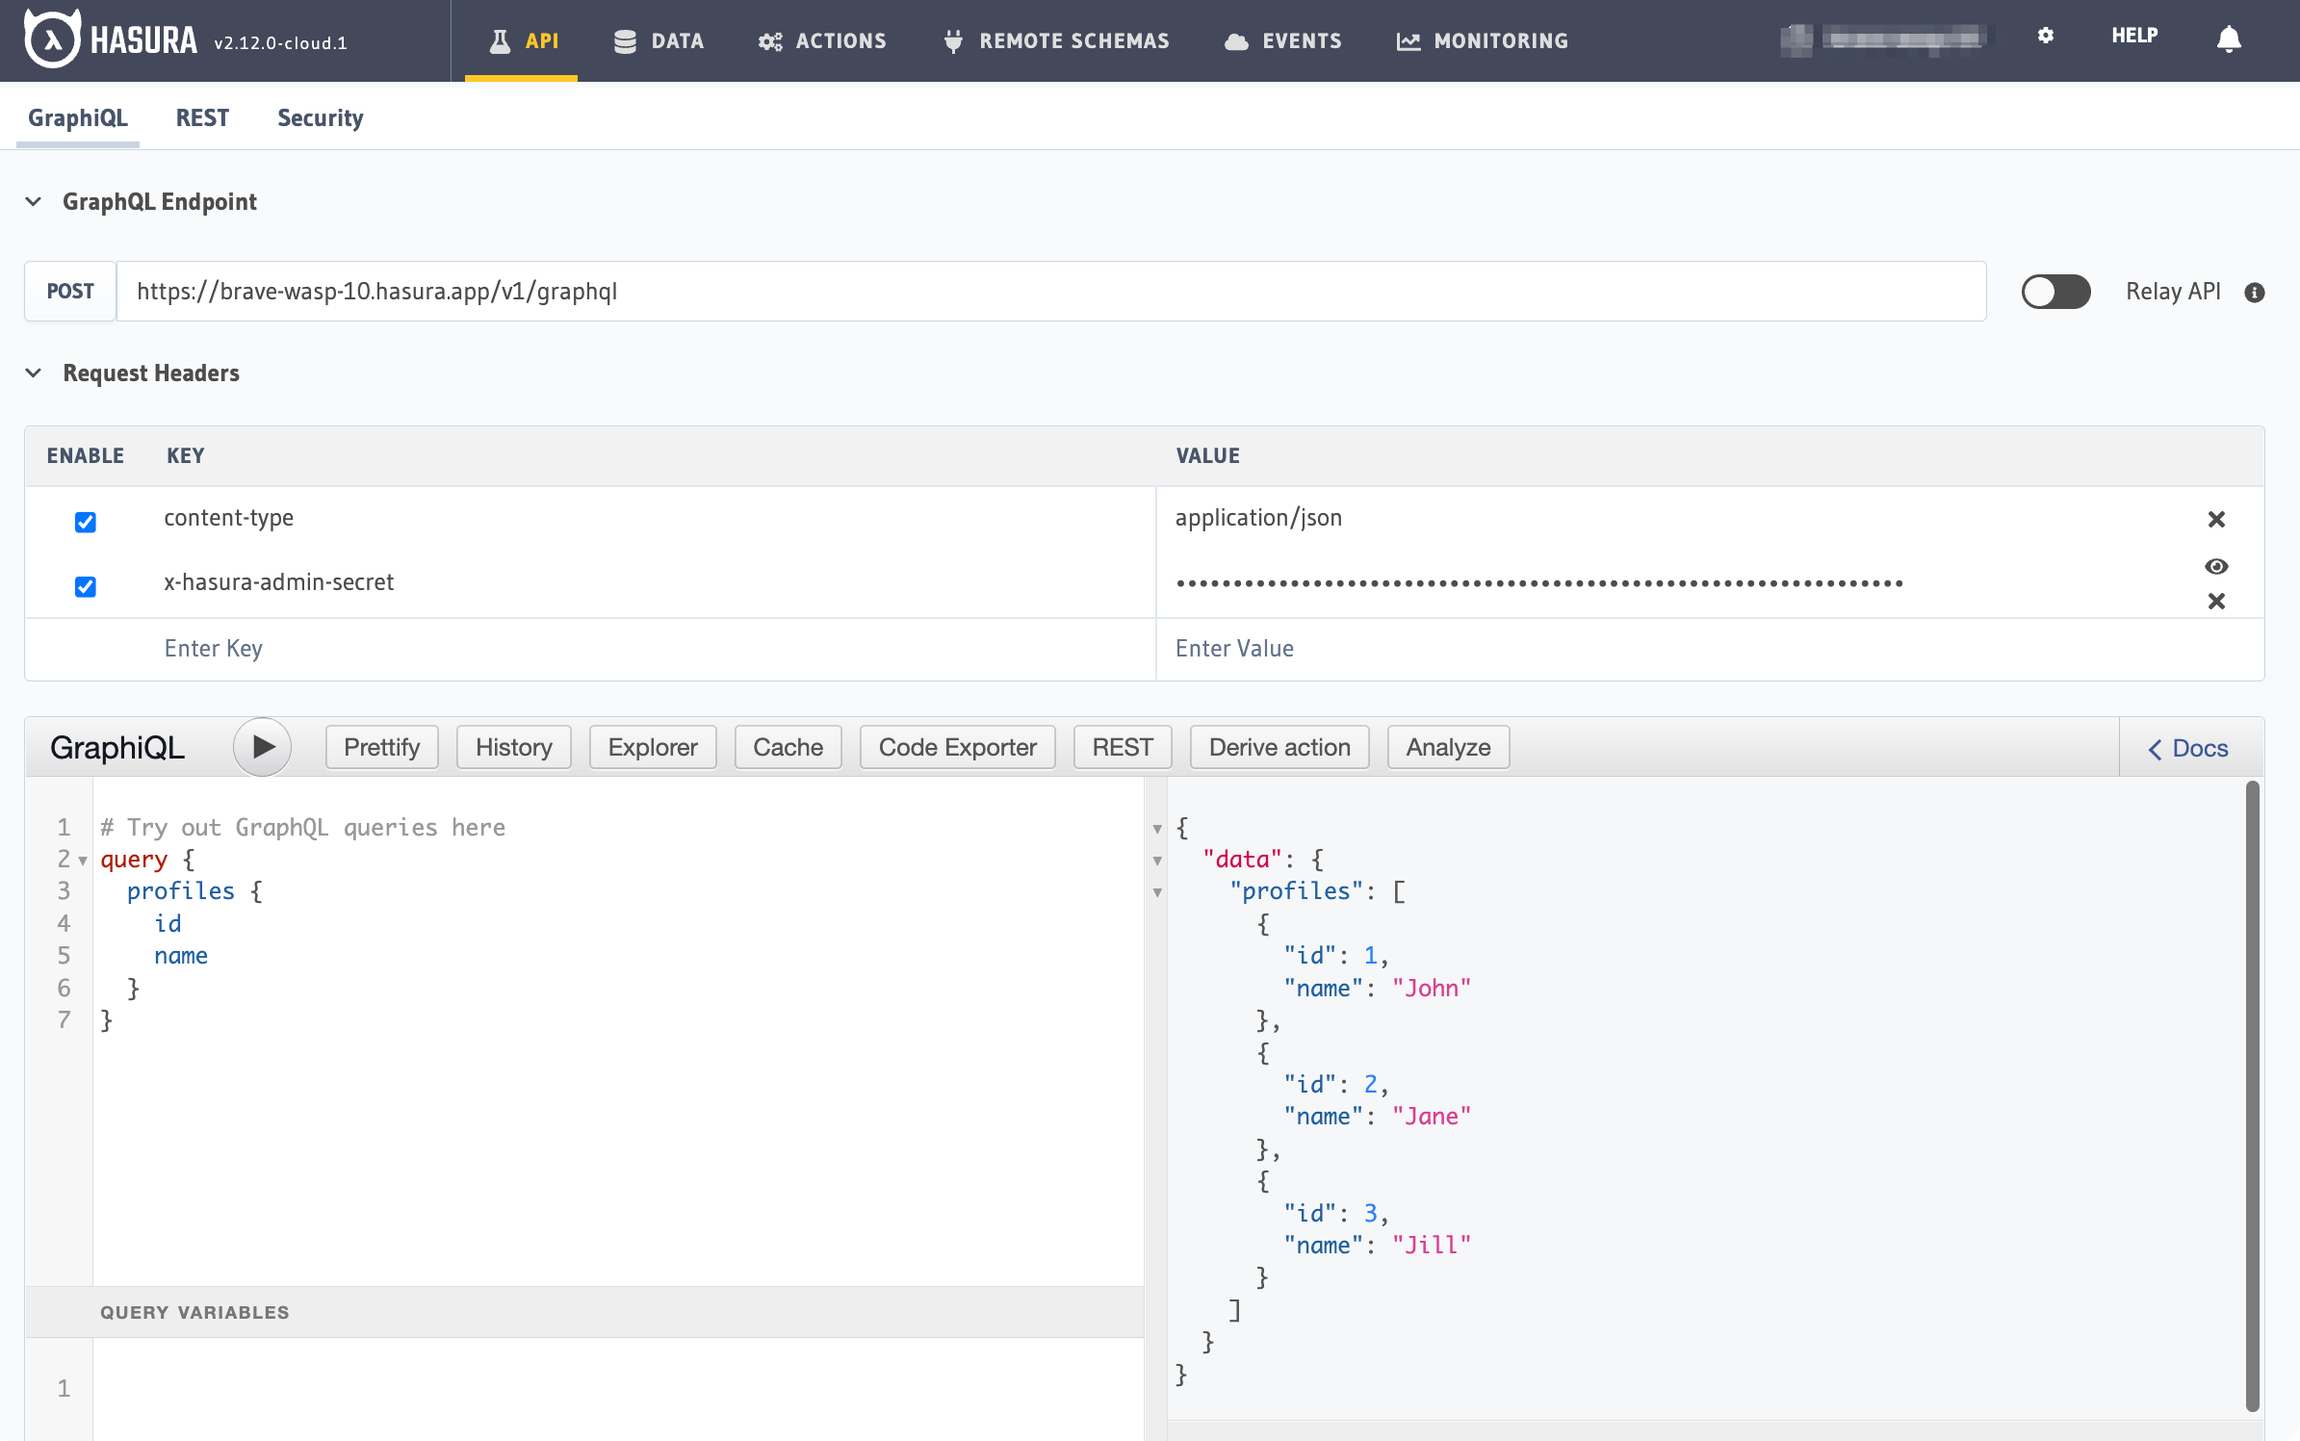 HASURA v2.12.0-cloud.1 API DATA ACTIONS REMOTE SCHEMAS EVENTS MONITORING HELP
GraphiQL REST Security
GraphQL Endpoint
POST https://brave-wasp-10.hasura.app/v1/graphql Relay API
Request Headers
ENABLE KEY VALUE
content-type application/json
x-hasura-admin-secret ••••••••••••••••••••••••••••••••••••••••••••••••••••••••••••••••
Enter Key Enter Value
GraphiQL Prettify History Explorer Cache Code Exporter REST Derive action Analyze Docs
1 # Try out GraphQL queries here
2 query {
3 profiles {
4 id
5 name
6 }
7 }
QUERY VARIABLES
1
{
"data": {
"profiles": [
{
"id": 1,
"name": "John"
},
{
"id": 2,
"name": "Jane"
},
{
"id": 3,
"name": "Jill"
}
]
}
}